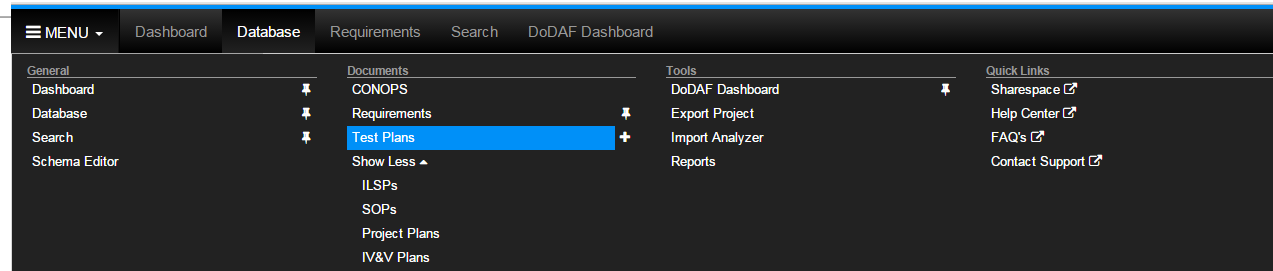 MENU Dashboard Database Requirements Search DoDAF Dashboard
General
Dashboard
Database
Search
Schema Editor
Documents
CONOPS
Requirements
Test Plans
Show Less
ILSPs
SOPs
Project Plans
IV&V Plans
Tools
DoDAF Dashboard
Export Project
Import Analyzer
Reports
Quick Links
Sharespace
Help Center
FAQ's
Contact Support